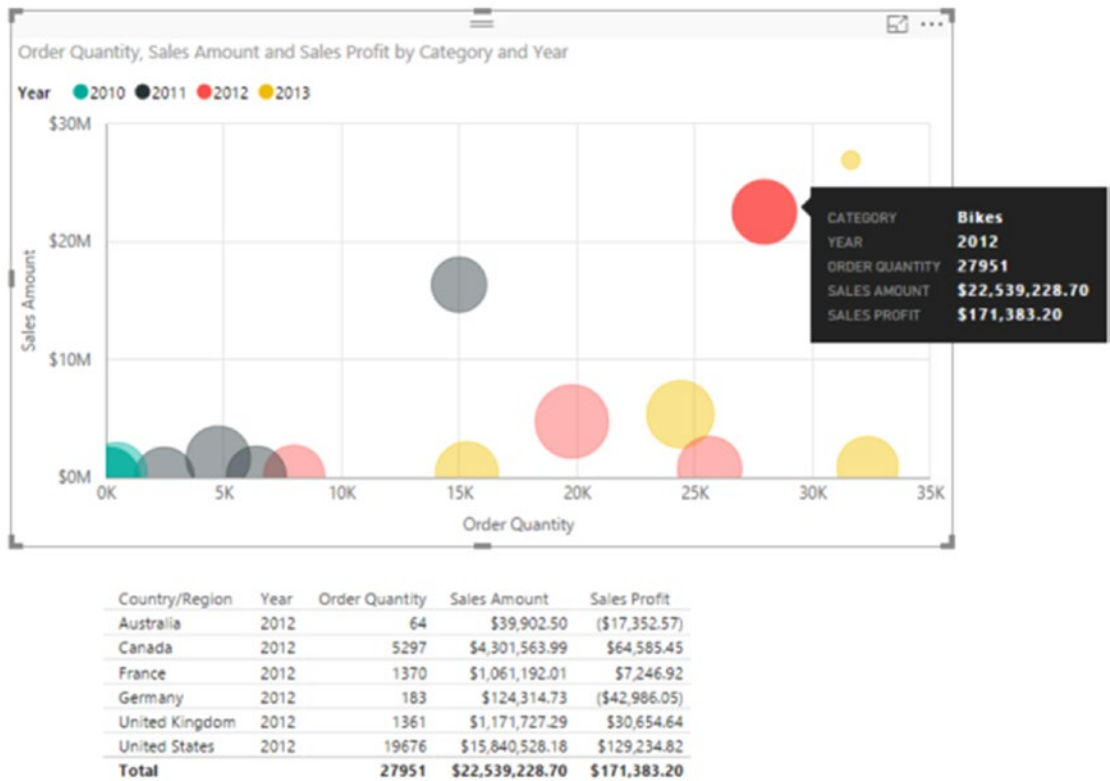 Order Quantity, Sales Amount and Sales Profit by Category and Year
Year 2010 2011 2012 2013
$30M
$20M
$10M
$0M
Sales Amount
0K 5K 10K 15K 20K 25K 30K 35K
Order Quantity
CATEGORY Bikes
YEAR 2012
ORDER QUANTITY 27951
SALES AMOUNT $22,539,228.70
SALES PROFIT $171,383.20
Country/Region Year Order Quantity Sales Amount Sales Profit
Australia 2012 64 $39,902.50 ($17,352.57)
Canada 2012 5297 $4,301,563.99 $64,585.45
France 2012 1370 $1,061,192.01 $7,246.92
Germany 2012 183 $124,314.73 ($42,986.05)
United Kingdom 2012 1361 $1,171,727.29 $30,654.64
United States 2012 19676 $15,840,528.18 $129,234.82
Total 27951 $22,539,228.70 $171,383.20